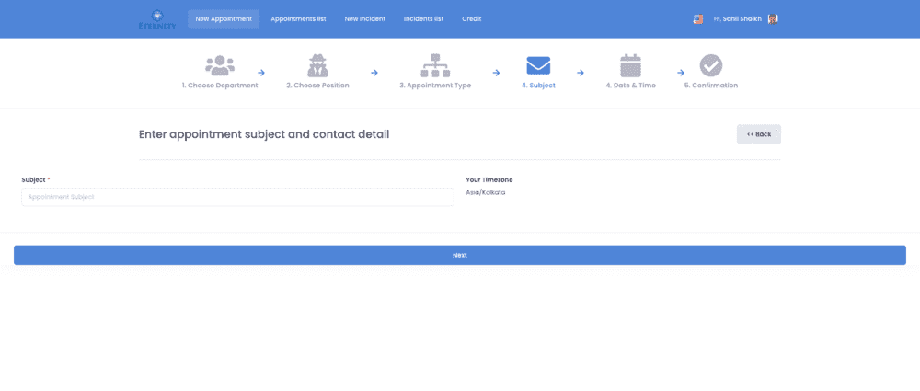 ETERNITY
New Appointment
Appointments list
New Incident
Incidents list
Credit
Hi, Sohil Sheikh
1. Choose Department
2. Choose Position
3. Appointment Type
4. Subject
4. Date & Time
5. Confirmation
Enter appointment subject and contact detail
<< Back
Subject *
Your Timezone
Appointment Subject
Asia/Kolkata
Next